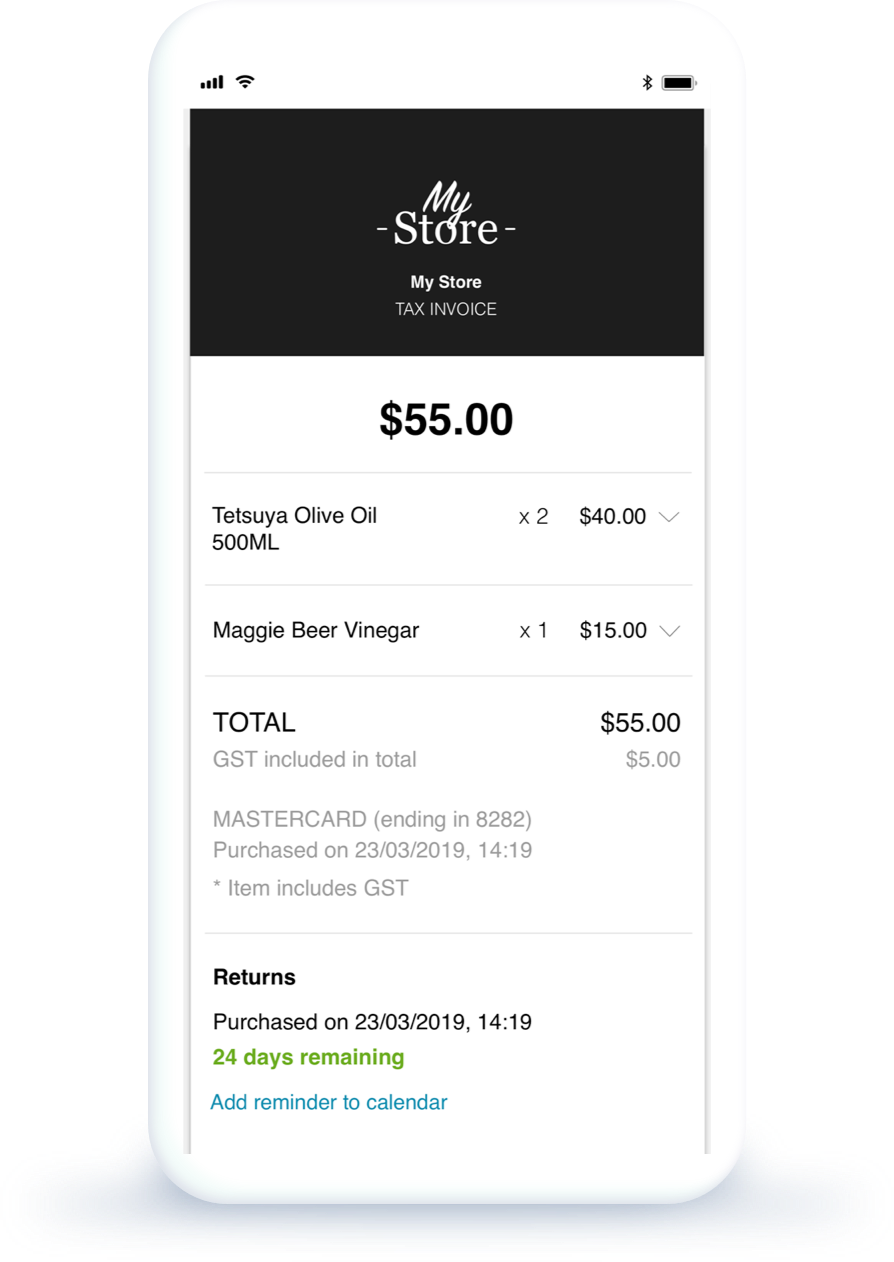 My
- Store -
My Store
TAX INVOICE
$55.00
Tetsuya Olive Oil x 2 $40.00
500ML
Maggie Beer Vinegar x 1 $15.00
TOTAL $55.00
GST included in total $5.00
MASTERCARD (ending in 8282)
Purchased on 23/03/2019, 14:19
* Item includes GST
Returns
Purchased on 23/03/2019, 14:19
24 days remaining
Add reminder to calendar